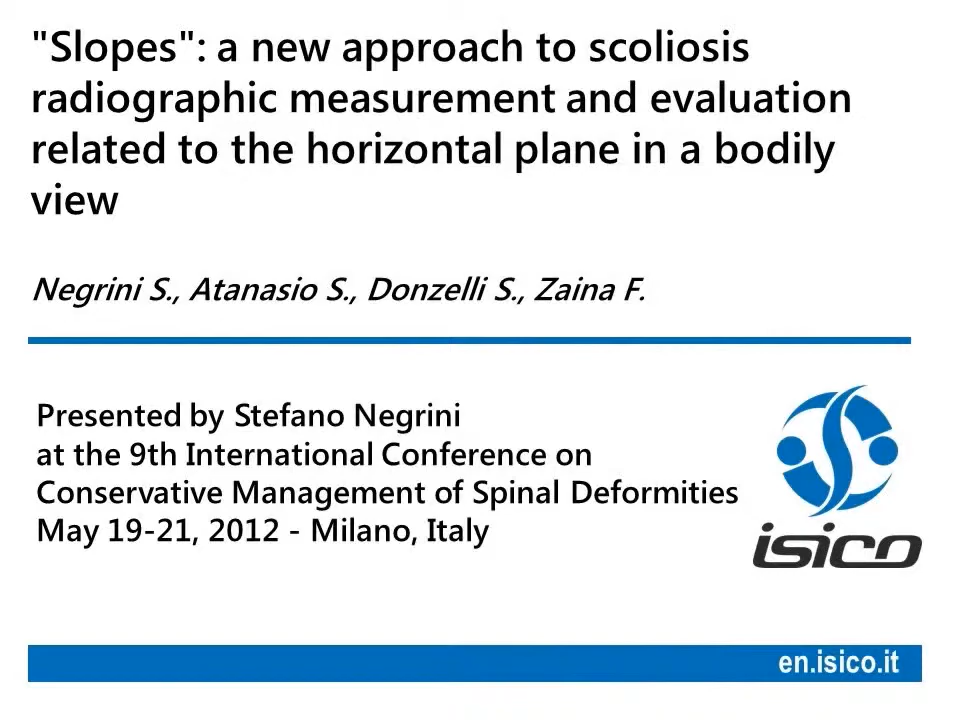 "Slopes": a new approach to scoliosis
radiographic measurement and evaluation
related to the horizontal plane in a bodily
view
Negrini S., Atanasio S., Donzelli S., Zaina F.
Presented by Stefano Negrini
at the 9th International Conference on
Conservative Management of Spinal Deformities
May 19-21, 2012 - Milano, Italy
isico
en.isico.it